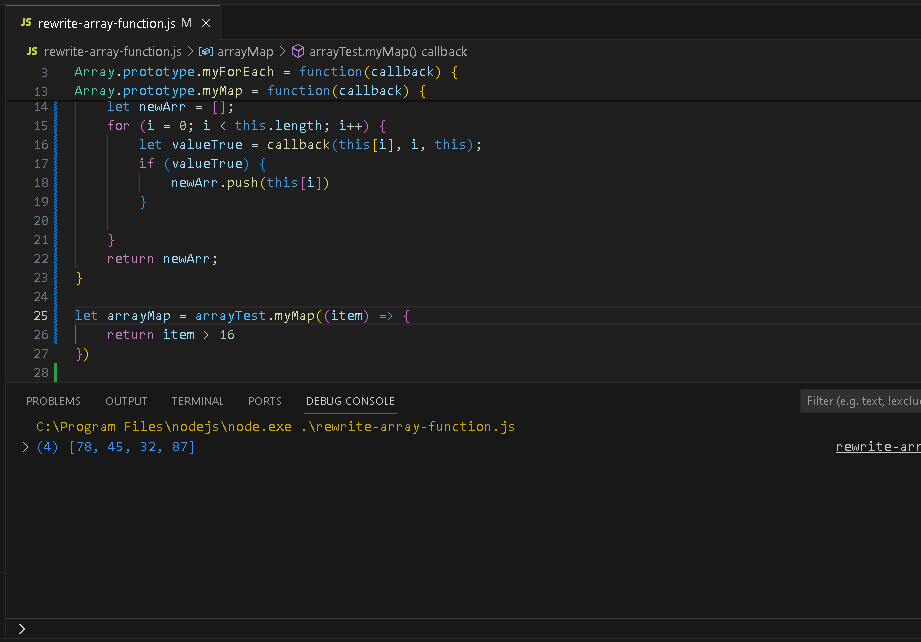 JS rewrite-array-function.js M ×
JS rewrite-array-function.js > arrayMap > arrayTest.myMap() callback
3 Array.prototype.myForEach = function(callback) {
13 Array.prototype.myMap = function(callback) {
14 let newArr = [];
15 for (i = 0; i < this.length; i++) {
16 let valueTrue = callback(this[i], i, this);
17 if (valueTrue) {
18 newArr.push(this[i])
19 }
20
21 }
22 return newArr;
23 }
24
25 let arrayMap = arrayTest.myMap((item) => {
26 return item > 16
27 })
28
PROBLEMS OUTPUT TERMINAL PORTS DEBUG CONSOLE Filter (e.g. text, !exclu
C:\Program Files\nodejs\node.exe .\rewrite-array-function.js
> (4) [78, 45, 32, 87] rewrite-arr
>